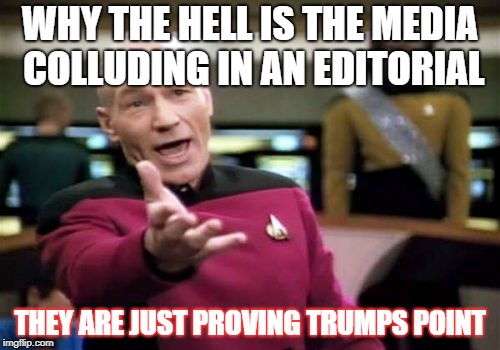 WHY THE HELL IS THE MEDIA
COLLUDING IN AN EDITORIAL
THEY ARE JUST PROVING TRUMPS POINT
imgflip.com